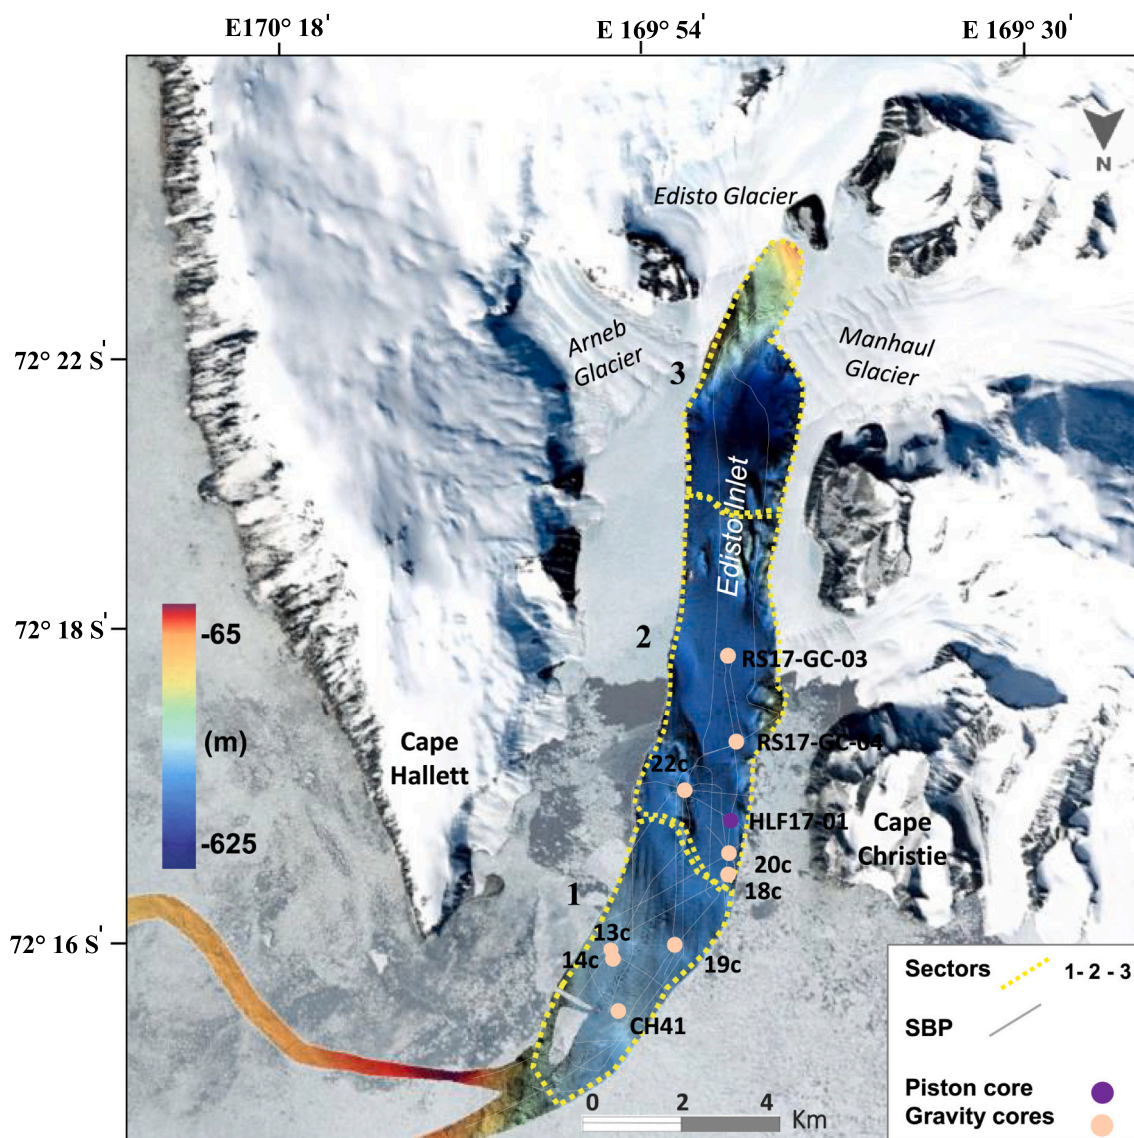 E170° 18'
E 169° 54'
E 169° 30'
N
Edisto Glacier
72° 22 S'
Arneb
Glacier
Manhaul
Glacier
3
Edisto Inlet
72° 18 S'
-65
(m)
-625
2
RS17-GC-03
RS17-GC-04
Cape
Hallett
22c
HLF17-01
Cape
Christie
20c
18c
1
72° 16 S'
13c
14c
19c
CH41
Sectors 1- 2 - 3
SBP
Piston core
Gravity cores
0 2 4 Km